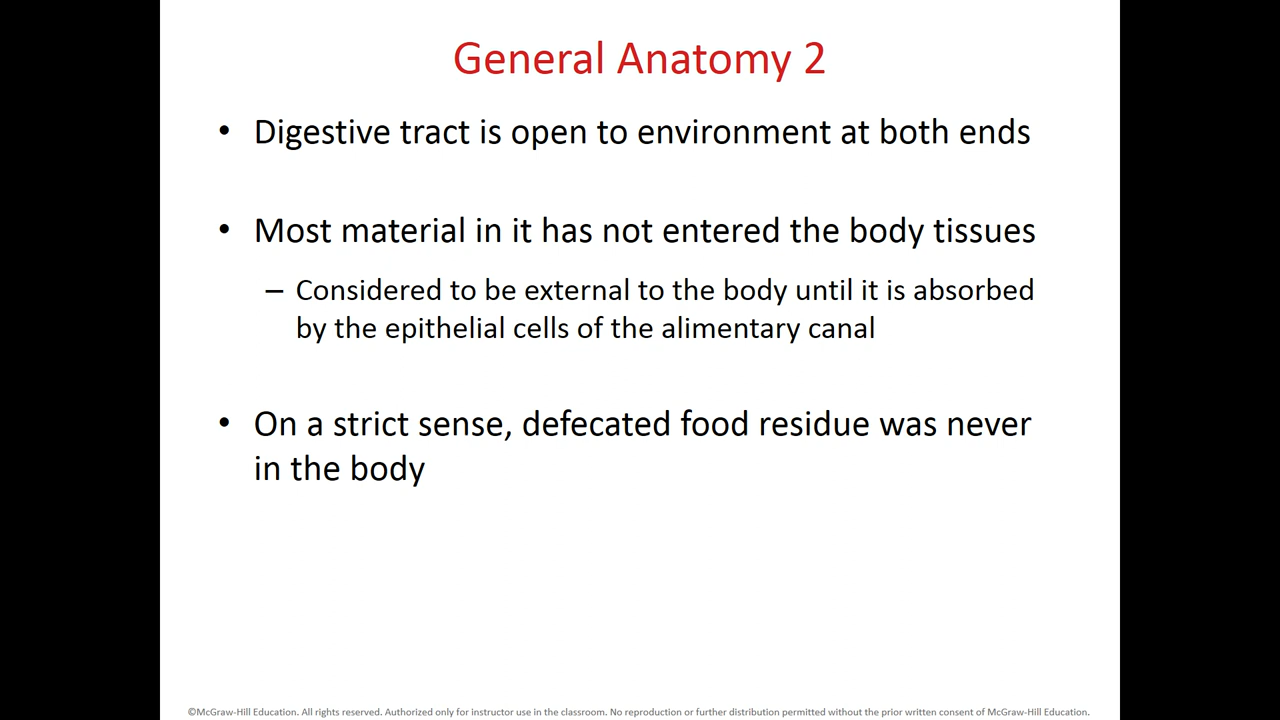 General Anatomy 2
• Digestive tract is open to environment at both ends
• Most material in it has not entered the body tissues
– Considered to be external to the body until it is absorbed
by the epithelial cells of the alimentary canal
• On a strict sense, defecated food residue was never
in the body
©McGraw-Hill Education. All rights reserved. Authorized only for instructor use in the classroom. No reproduction or further distribution permitted without the prior written consent of McGraw-Hill Education.